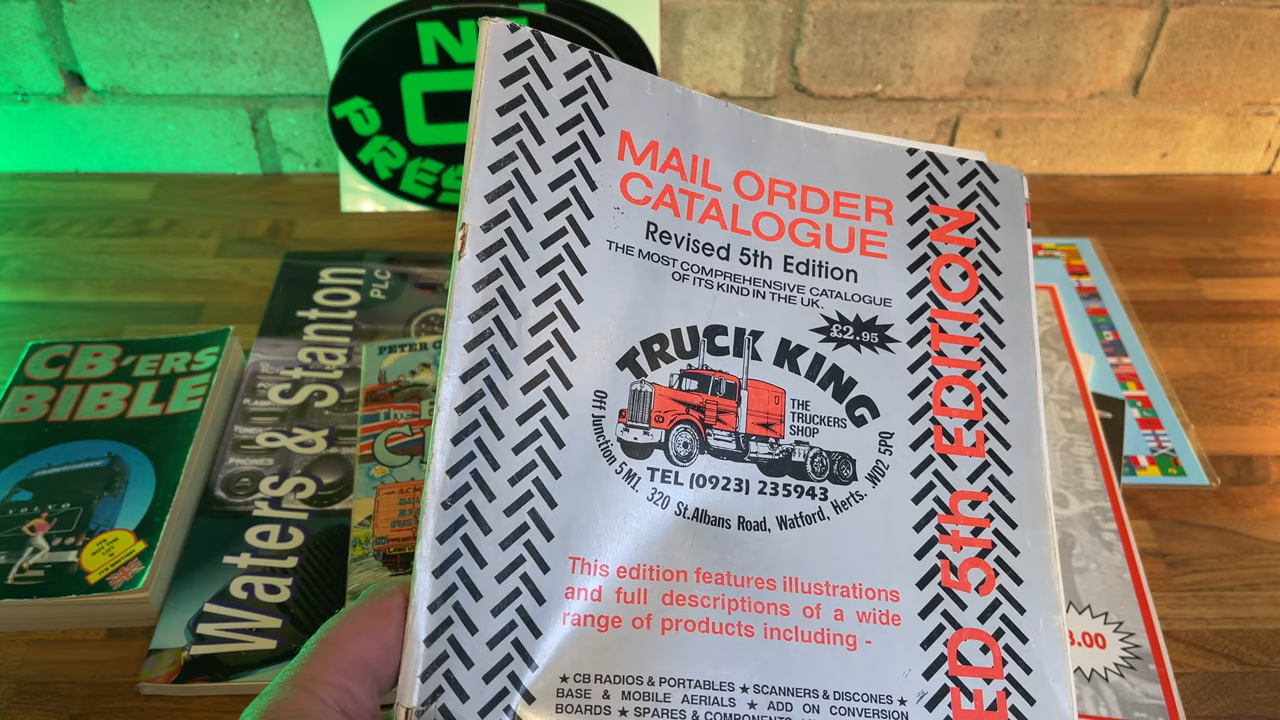 MAIL ORDER
CATALOGUE
Revised 5th Edition
THE MOST COMPREHENSIVE CATALOGUE
OF ITS KIND IN THE UK.
£2.95
TRUCK KING
THE
TRUCKERS
SHOP
TEL (0923) 235943
Off Junction 5 M1. 320 St.Albans Road, Watford, Herts. .WD2 5PQ
This edition features illustrations
and full descriptions of a wide
range of products including -
★ CB RADIOS & PORTABLES ★ SCANNERS & DISCONES ★
BASE & MOBILE AERIALS ★ ADD ON CONVERSION
BOARDS ★ SPARES & COMPONENTS
ED 5th EDITION
CB'ERS
BIBLE
VOLVO
Waters & Stanton
PLC
PETER